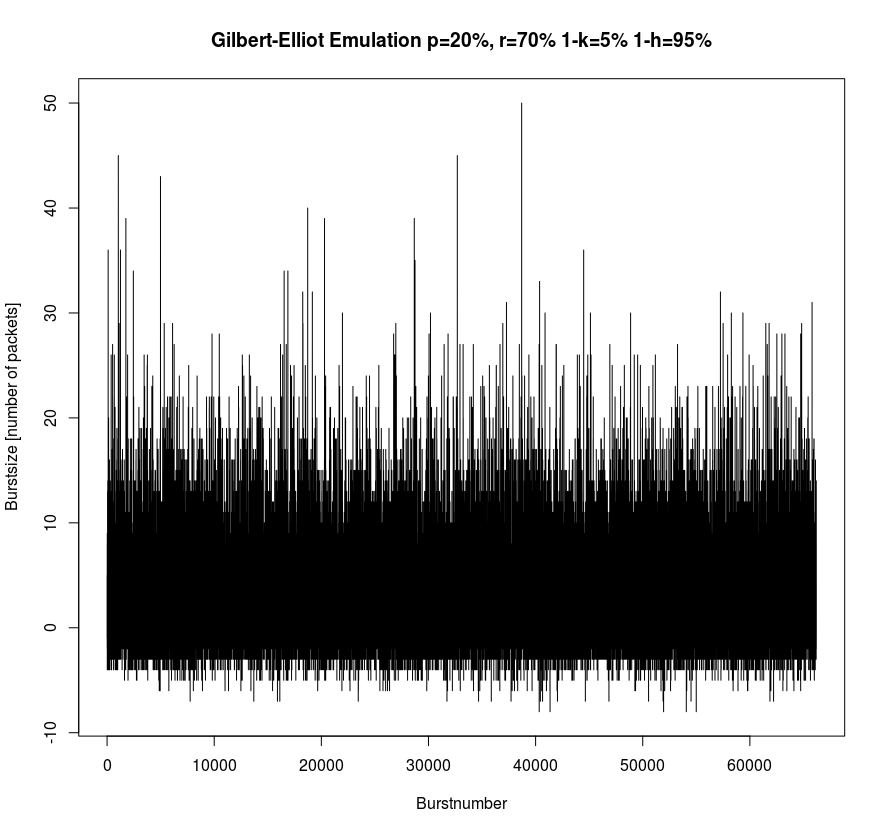 Gilbert-Elliot Emulation p=20%, r=70% 1-k=5% 1-h=95%
Burstsize [number of packets]
50
40
30
20
10
0
-10
0 10000 20000 30000 40000 50000 60000
Burstnumber